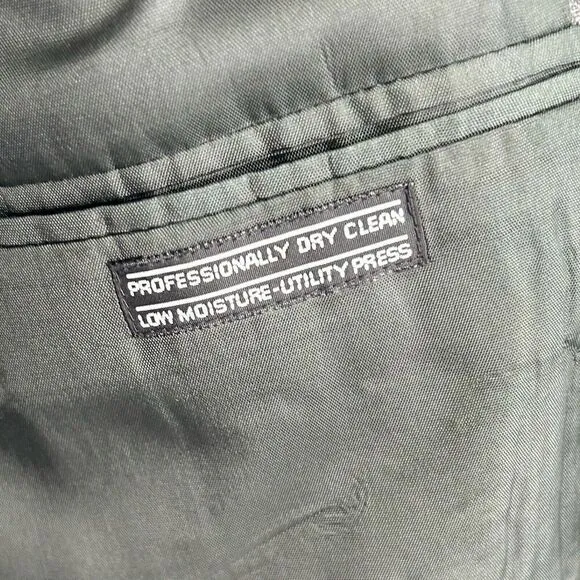 PROFESSIONALLY DRY CLEAN
LOW MOISTURE-UTILITY PRESS